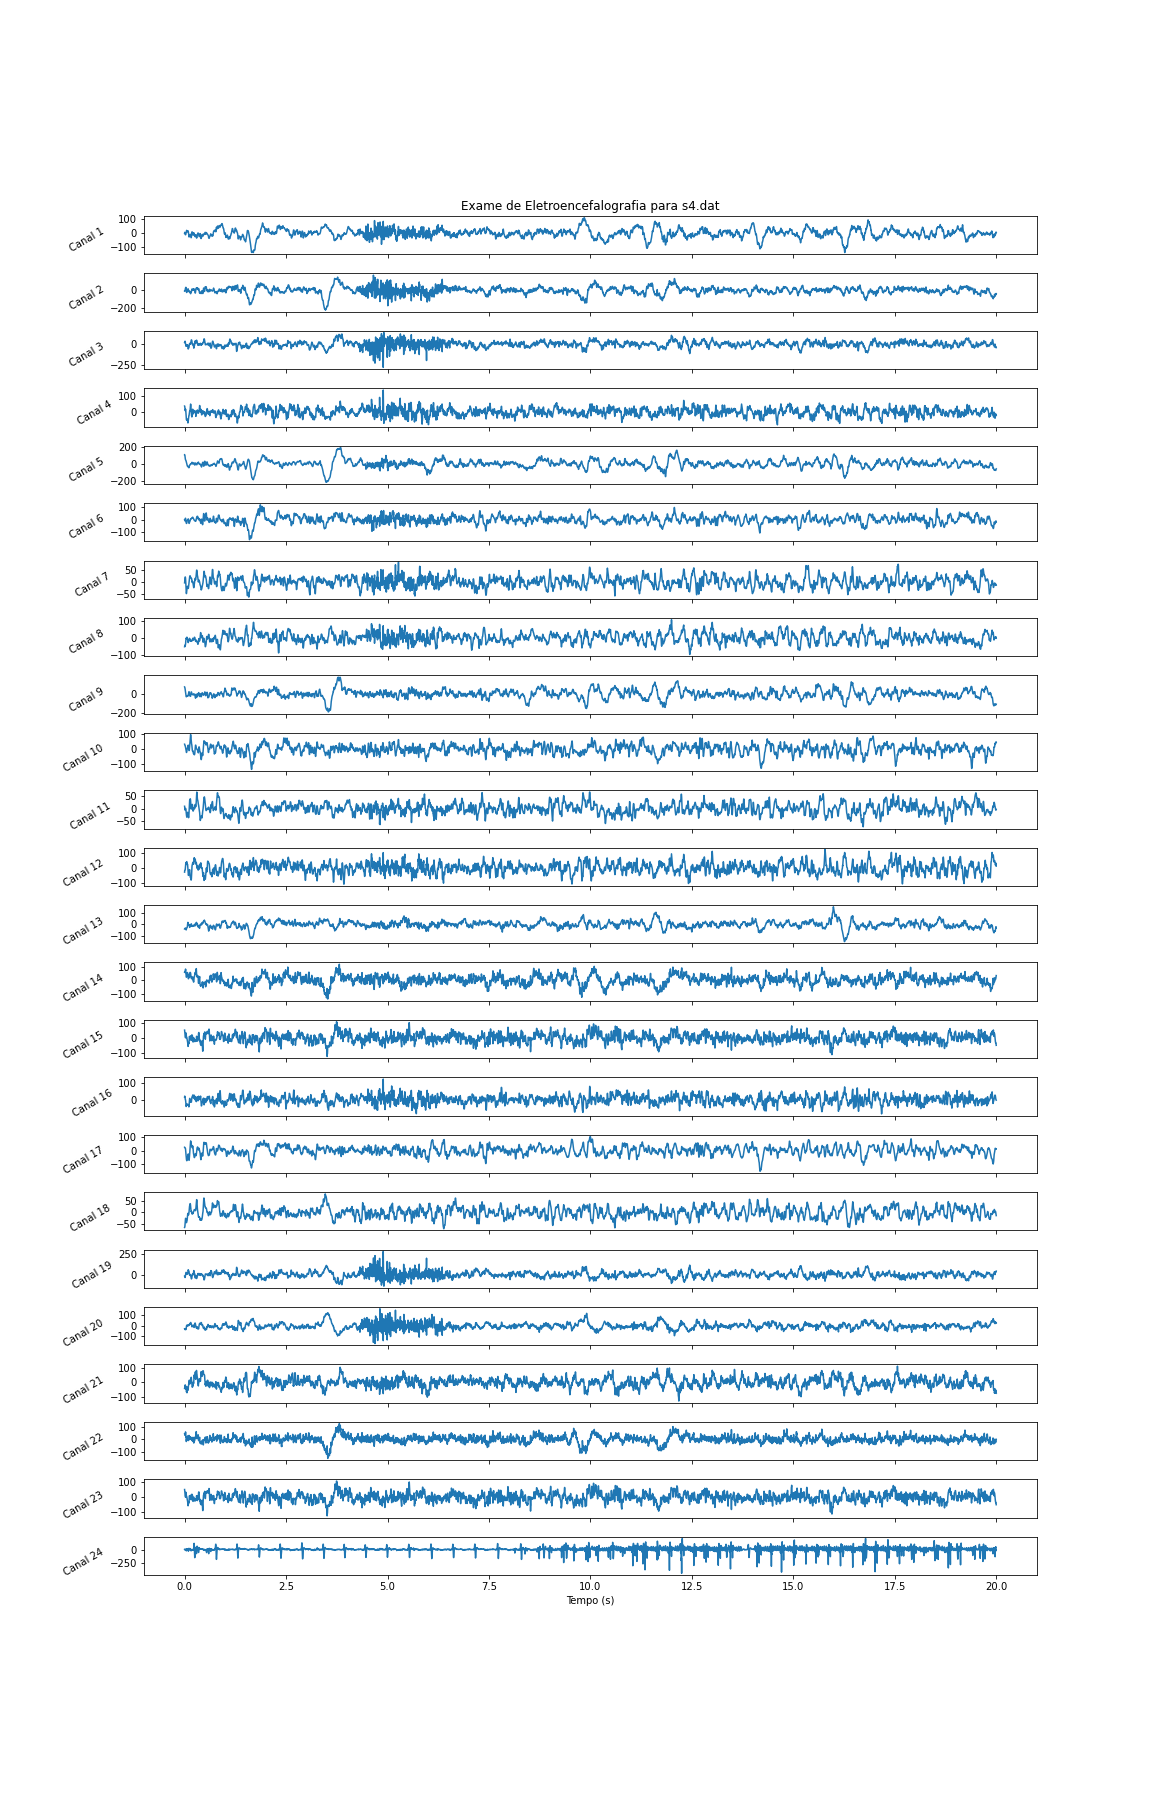 Exame de Eletroencefalografia para s4.dat
Canal 1
100
−100
Canal 2
0
−200
Canal 3
0
−250
Canal 4
100
0
Canal 5
200
0
−200
Canal 6
100
0
−100
Canal 7
50
0
−50
Canal 8
100
0
−100
Canal 9
0
−200
Canal 10
100
0
−100
Canal 11
50
0
−50
Canal 12
100
0
−100
Canal 13
100
0
−100
Canal 14
100
0
−100
Canal 15
100
0
−100
Canal 16
100
0
Canal 17
100
0
−100
Canal 18
50
0
−50
Canal 19
250
0
Canal 20
100
0
−100
Canal 21
100
0
−100
Canal 22
100
0
−100
Canal 23
100
0
−100
Canal 24
0
−250
0.0 2.5 5.0 7.5 10.0 12.5 15.0 17.5 20.0
Tempo (s)